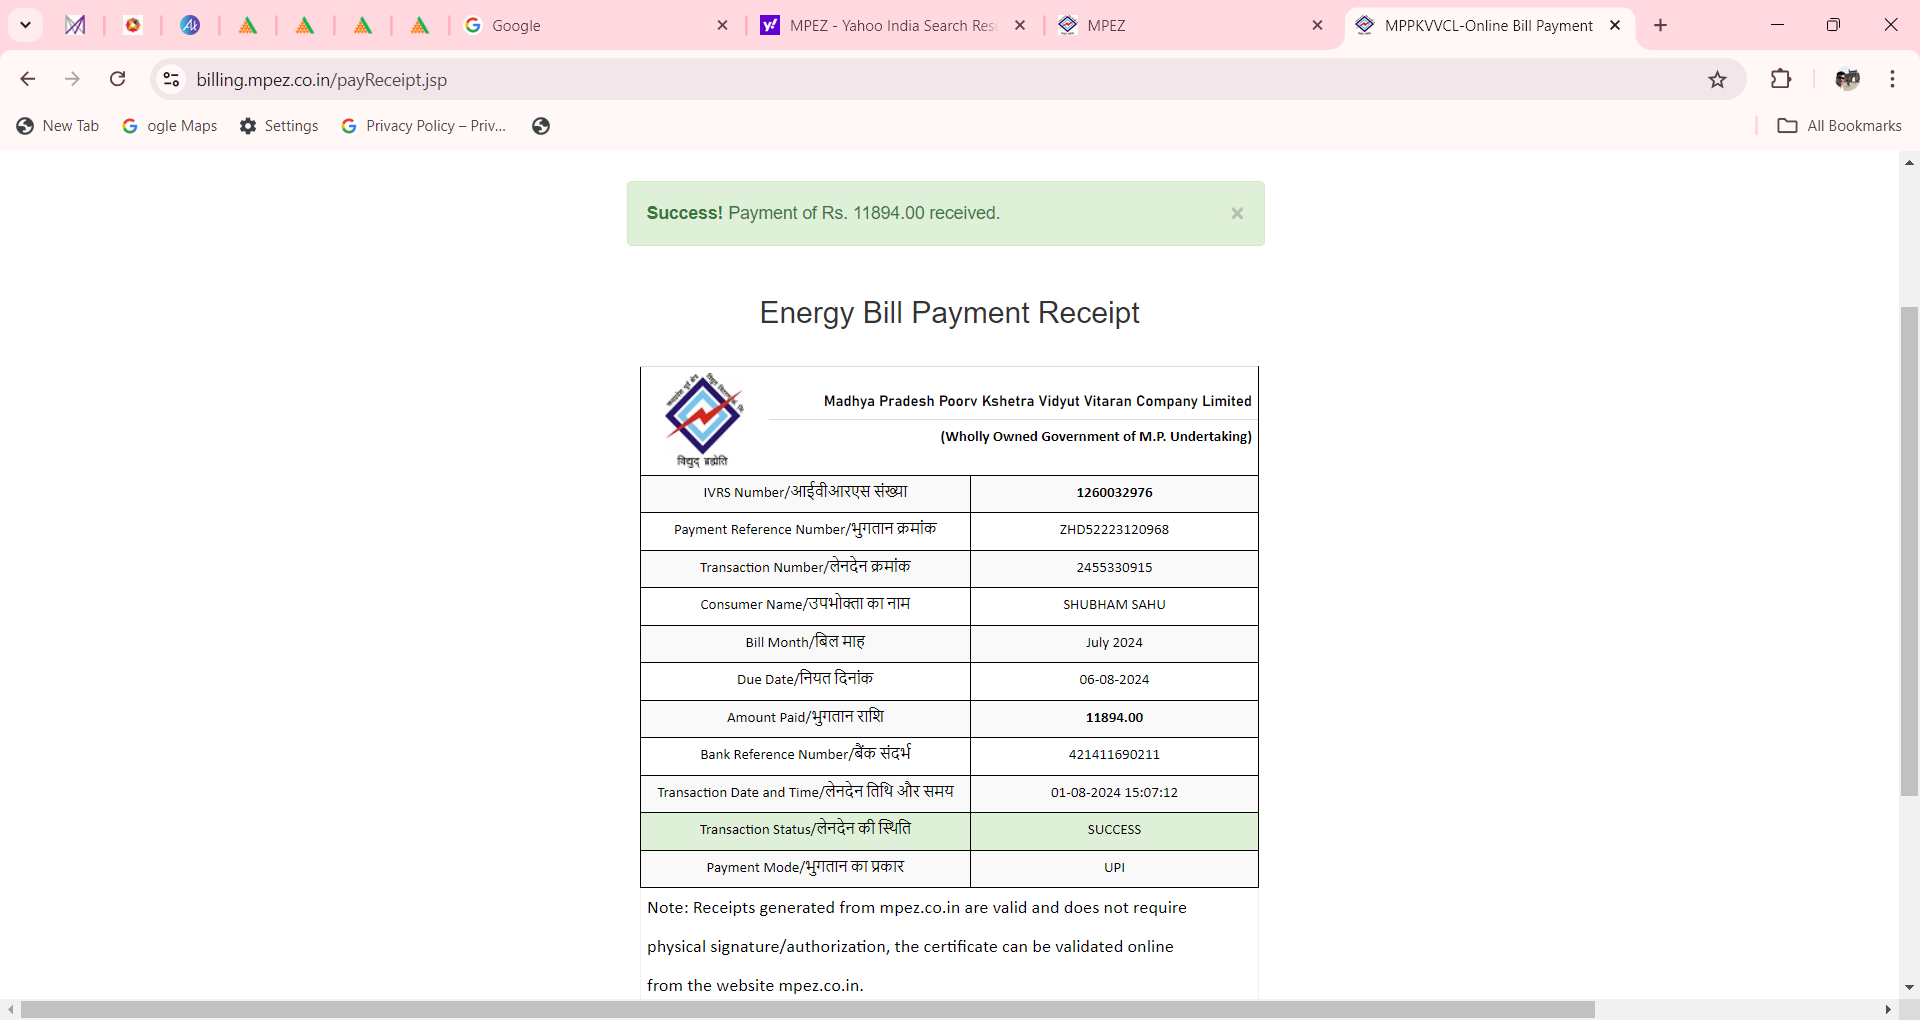 Google
MPEZ - Yahoo India Search Res
MPEZ
MPPKVVCL-Online Bill Payment
billing.mpez.co.in/payReceipt.jsp
New Tab
ogle Maps
Settings
Privacy Policy – Priv...
All Bookmarks
Success! Payment of Rs. 11894.00 received.
Energy Bill Payment Receipt
Madhya Pradesh Poorv Kshetra Vidyut Vitaran Company Limited
(Wholly Owned Government of M.P. Undertaking)
IVRS Number/आईवीआरएस संख्या 1260032976
Payment Reference Number/भुगतान क्रमांक ZHD52223120968
Transaction Number/लेनदेन क्रमांक 2455330915
Consumer Name/उपभोक्ता का नाम SHUBHAM SAHU
Bill Month/बिल माह July 2024
Due Date/नियत दिनांक 06-08-2024
Amount Paid/भुगतान राशि 11894.00
Bank Reference Number/बैंक संदर्भ 421411690211
Transaction Date and Time/लेनदेन तिथि और समय 01-08-2024 15:07:12
Transaction Status/लेनदेन की स्थिति SUCCESS
Payment Mode/भुगतान का प्रकार UPI
Note: Receipts generated from mpez.co.in are valid and does not require
physical signature/authorization, the certificate can be validated online
from the website mpez.co.in.